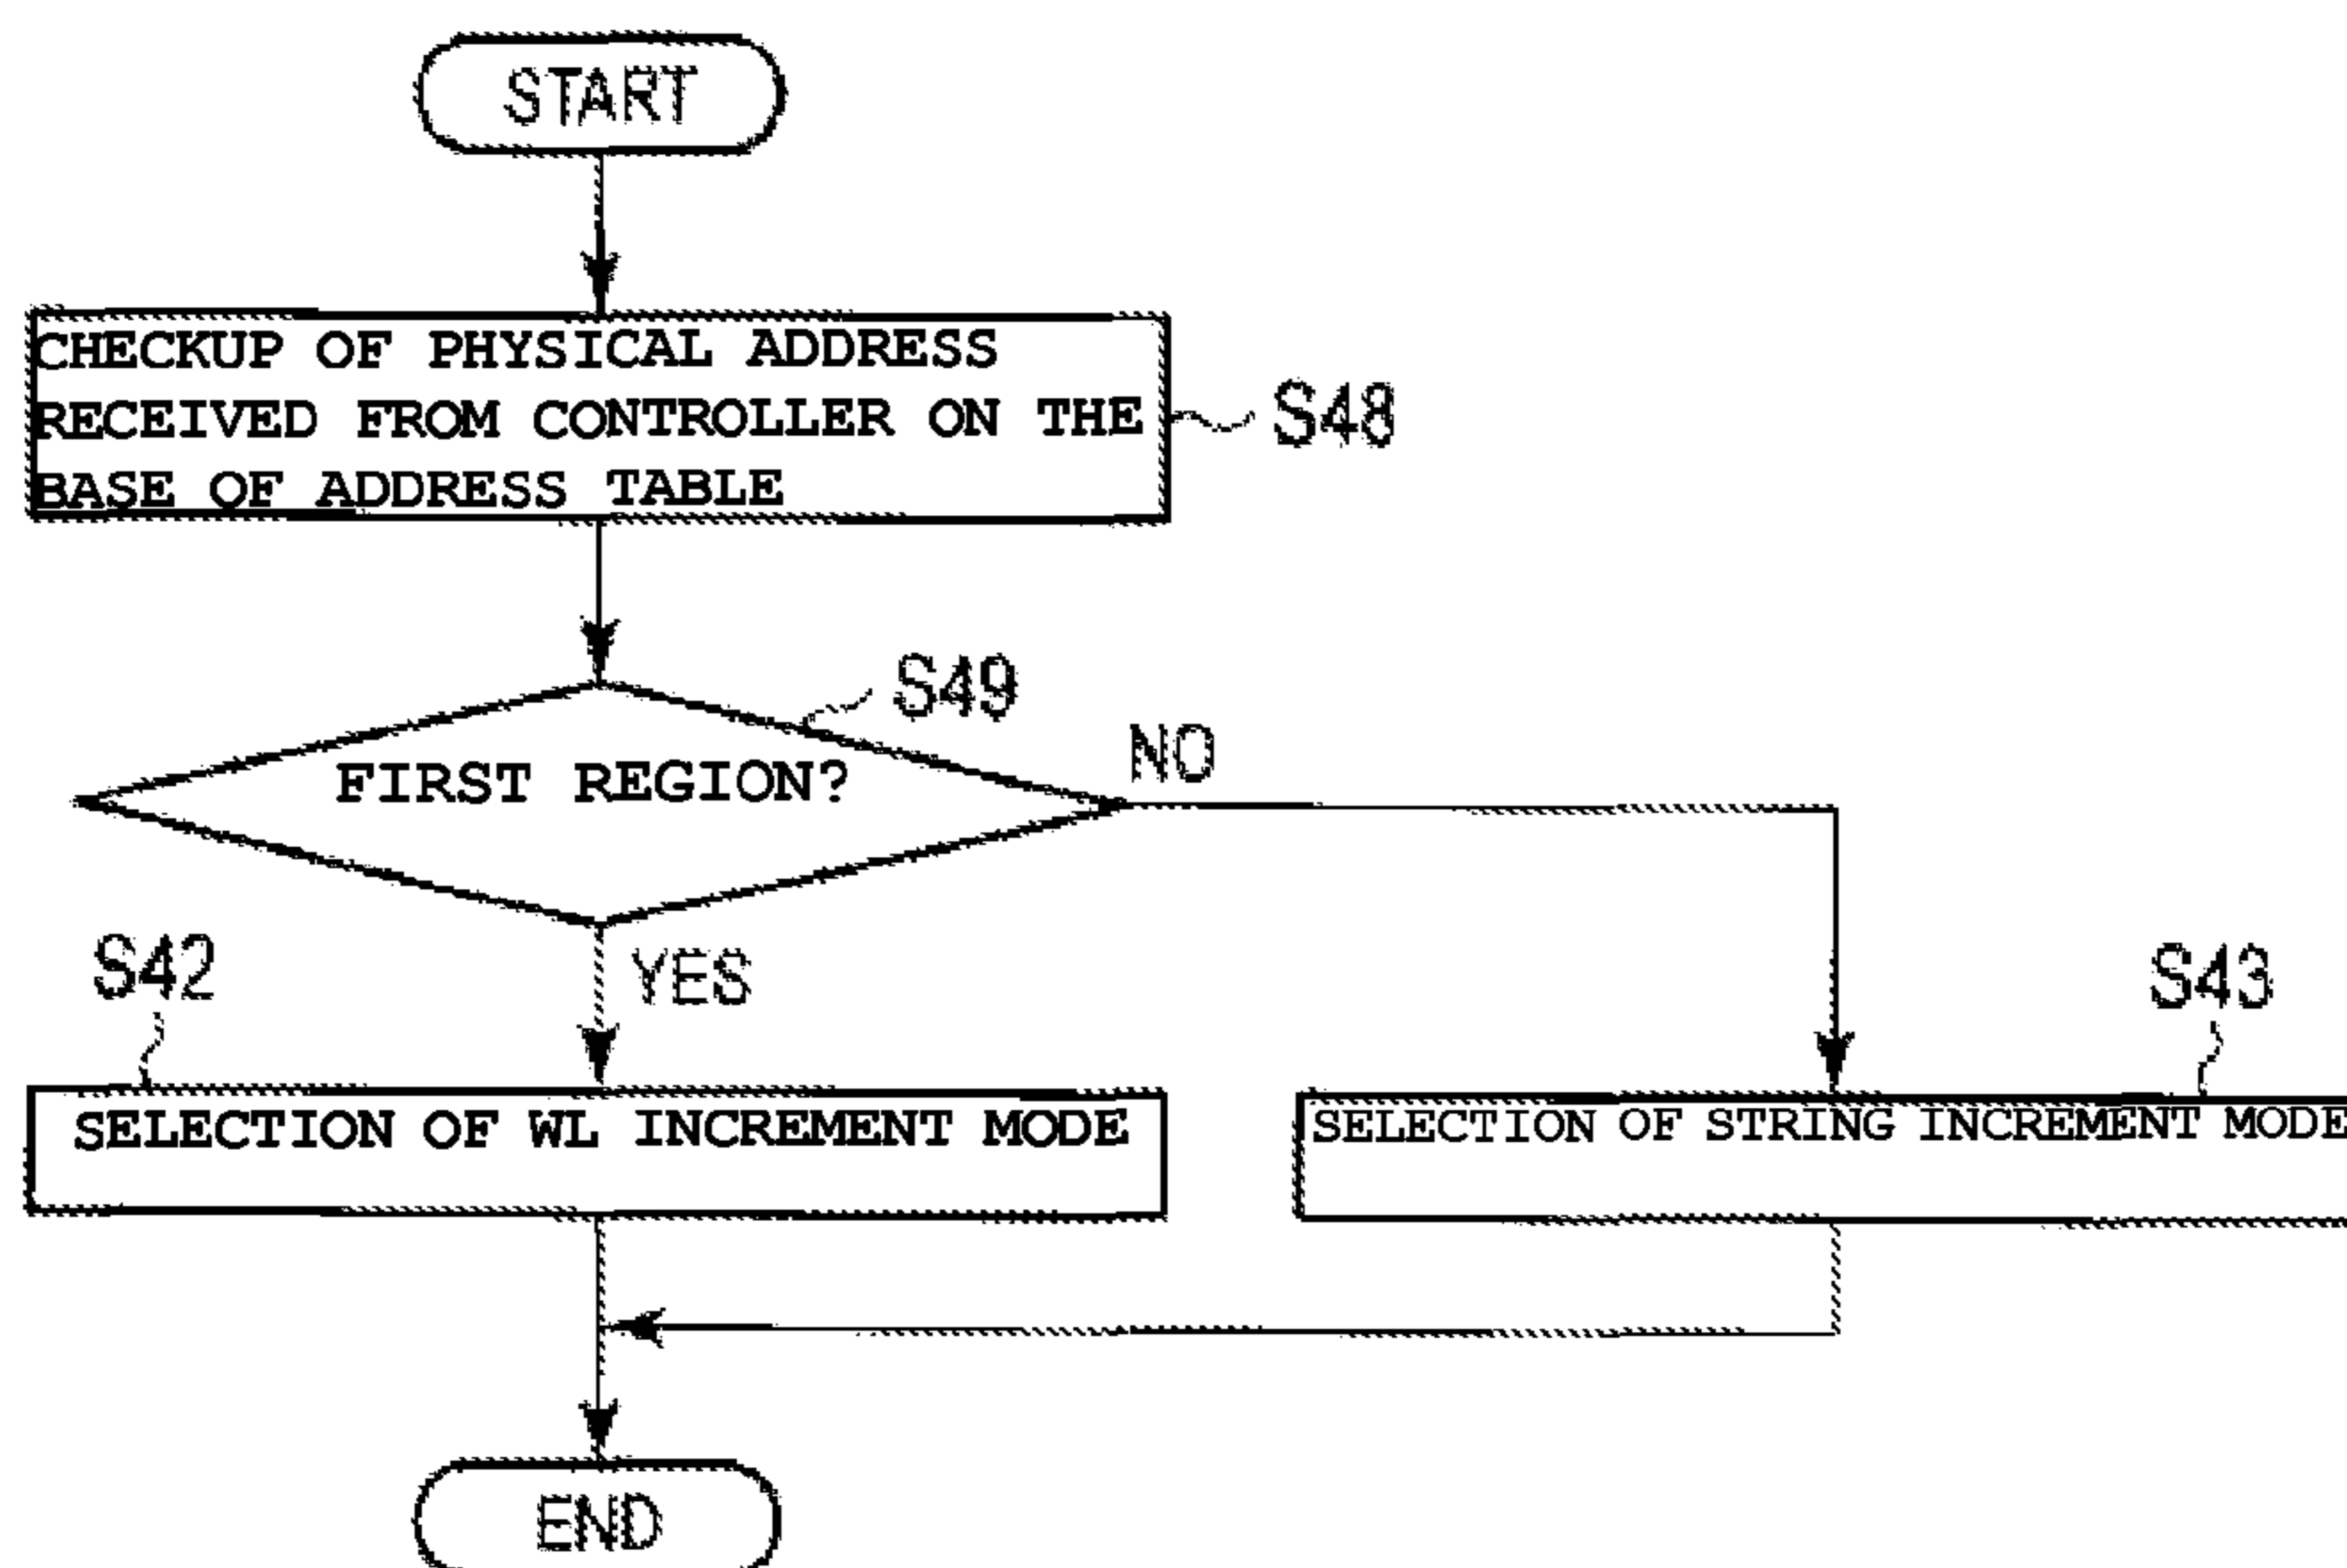 START
CHECKUP OF PHYSICAL ADDRESS
RECEIVED FROM CONTROLLER ON THE
BASE OF ADDRESS TABLE
S48
S49
FIRST REGION?
NO
YES
S42
SELECTION OF WL INCREMENT MODE
S43
SELECTION OF STRING INCREMENT MODE
END